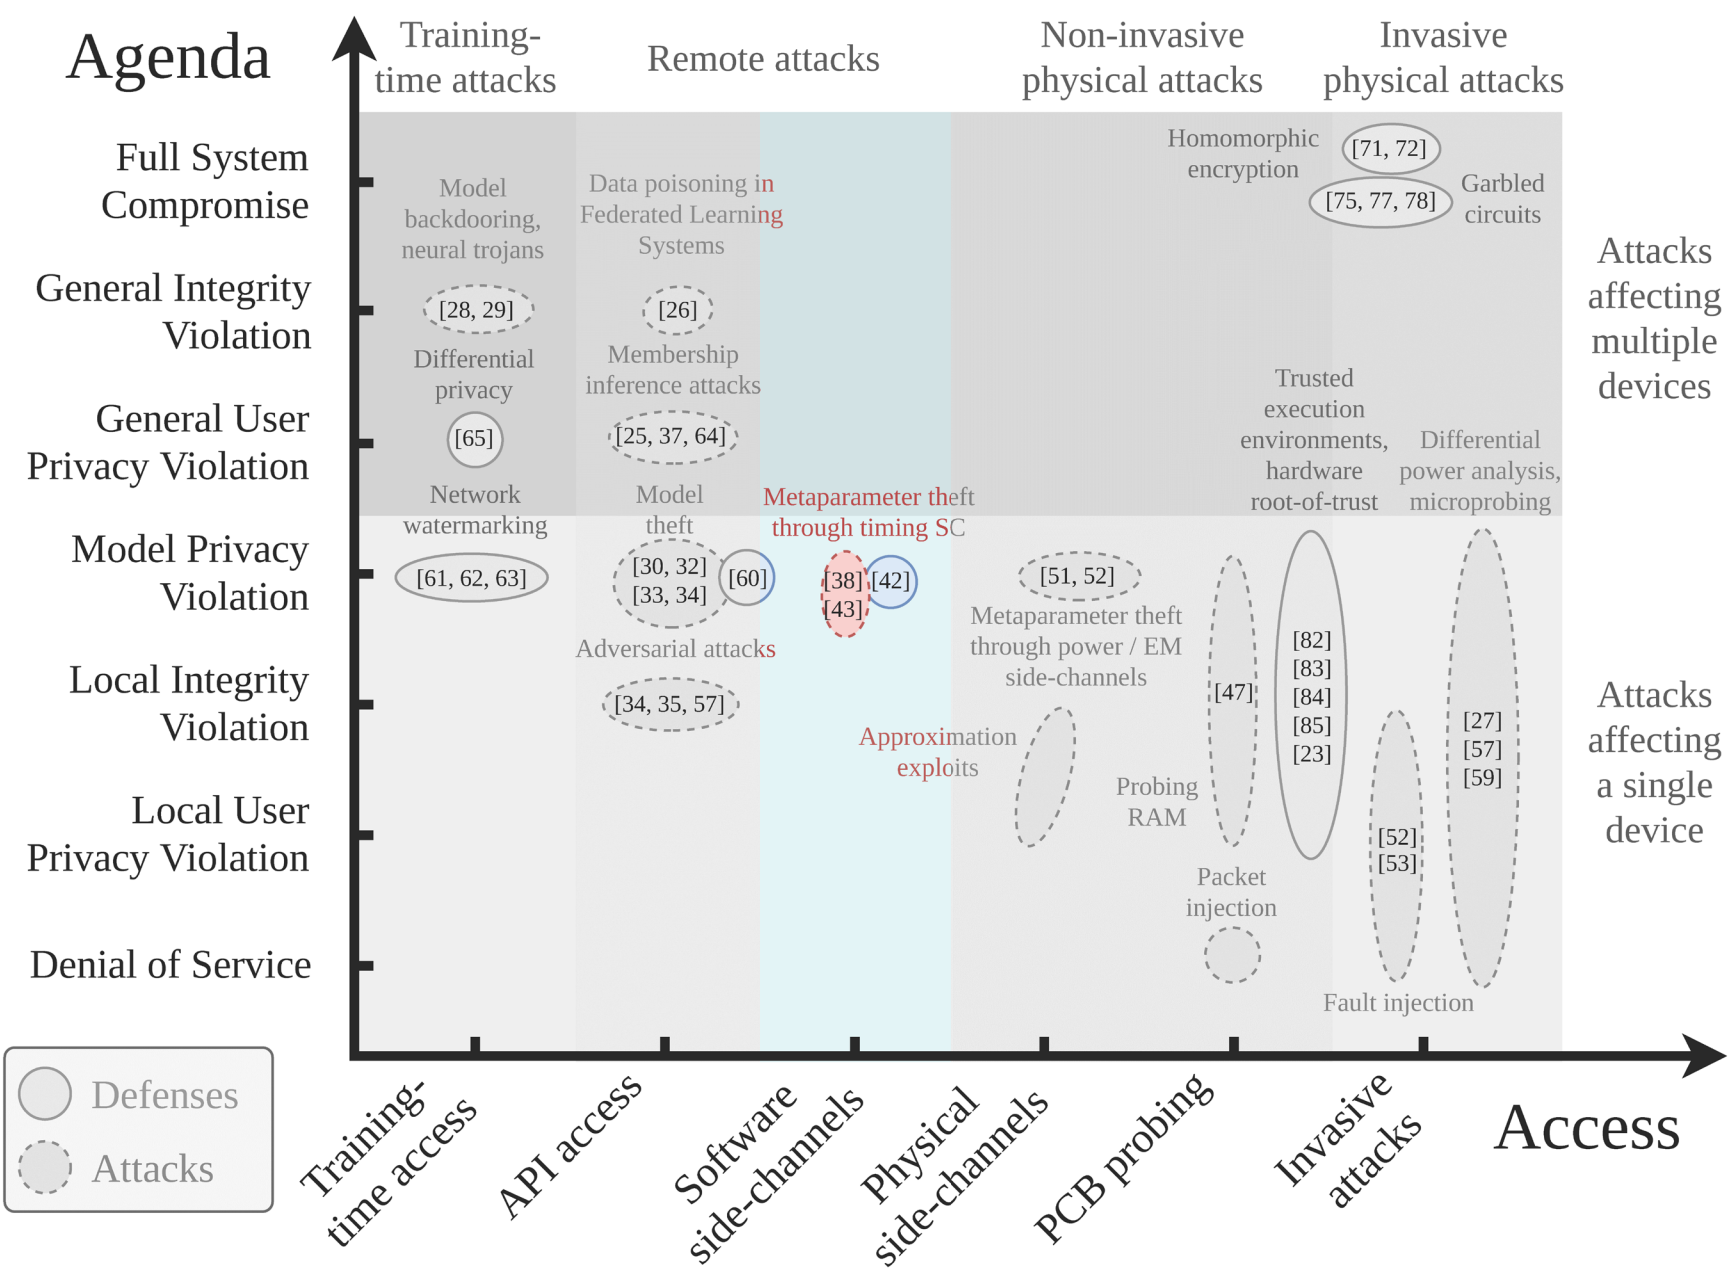 Agenda
Training-
time attacks
Remote attacks
Non-invasive
physical attacks
Invasive
physical attacks
Full System
Compromise
General Integrity
Violation
General User
Privacy Violation
Model Privacy
Violation
Local Integrity
Violation
Local User
Privacy Violation
Denial of Service
Model
backdooring,
neural trojans
[28, 29]
Differential
privacy
[65]
Network
watermarking
[61, 62, 63]
Data poisoning in
Federated Learning
Systems
[26]
Membership
inference attacks
[25, 37, 64]
Model
theft
[30, 32]
[33, 34]
[60]
Adversarial attacks
[34, 35, 57]
Metaparameter theft
through timing SC
[38]
[43]
[42]
[51, 52]
Metaparameter theft
through power / EM
side-channels
Approximation
exploits
Probing
RAM
[47]
Packet
injection
Homomorphic
encryption
[71, 72]
[75, 77, 78]
Garbled
circuits
Trusted
execution
environments,
hardware
root-of-trust
[82]
[83]
[84]
[85]
[23]
Differential
power analysis,
microprobing
[27]
[57]
[59]
[52]
[53]
Fault injection
Attacks
affecting
multiple
devices
Attacks
affecting
a single
device
Defenses
Attacks
Training-
time access
API access
Software
side-channels
Physical
side-channels
PCB probing
Invasive
attacks
Access